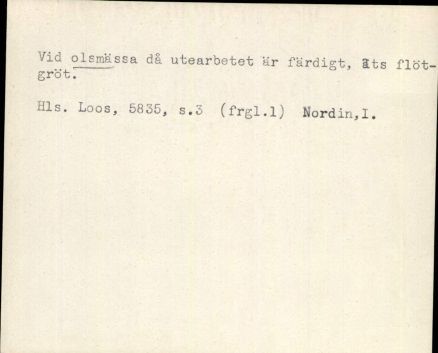 Vid olsmässa då utearbetet är färdigt, äts flöt-
gröt.
Hls. Loos, 5835, s.3 (frgl.1) Nordin,I.